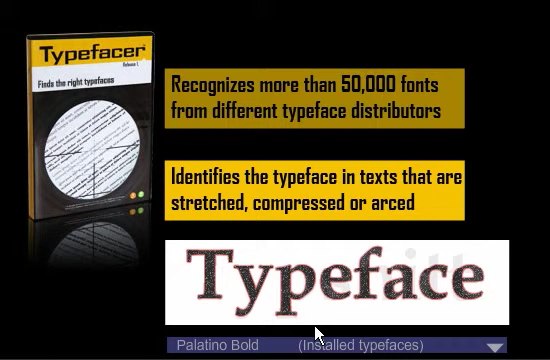 Typefacer
Release 1
Finds the right typefaces
Recognizes more than 50,000 fonts
from different typeface distributors
Identifies the typeface in texts that are
stretched, compressed or arced
Typeface
Palatino Bold (Installed typefaces)